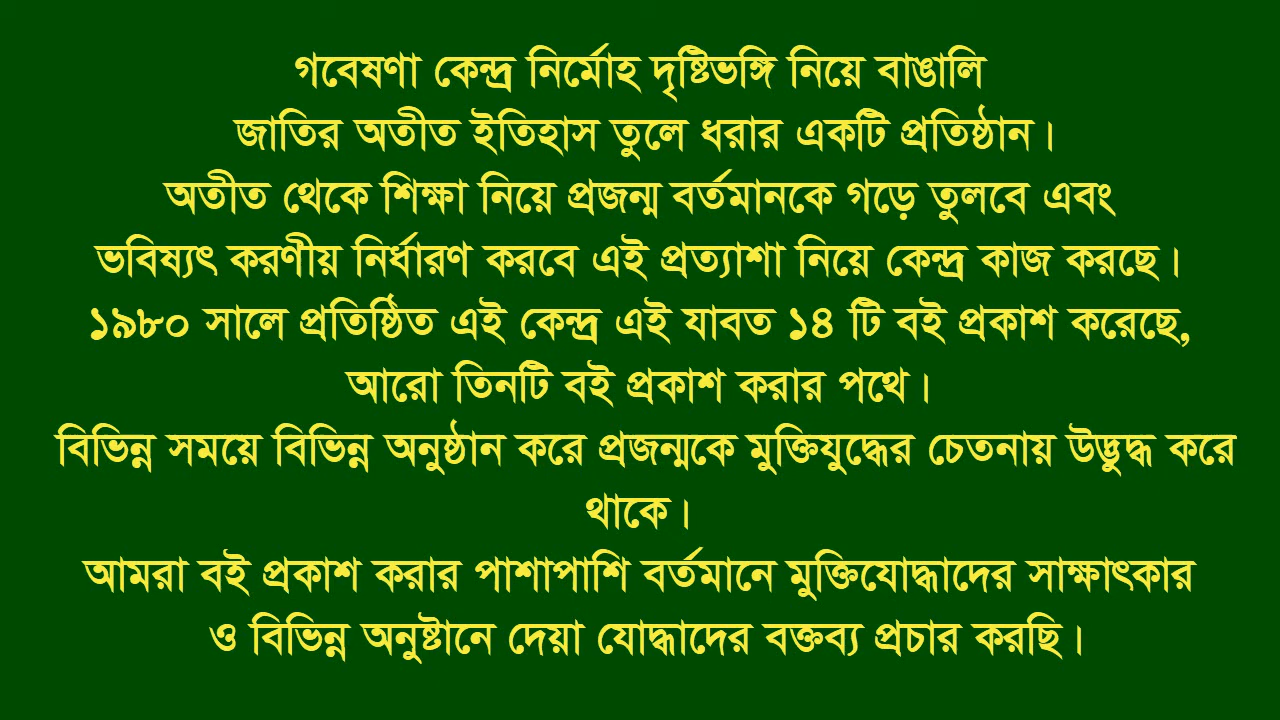 গবেষণা কেন্দ্র নির্মোহ দৃষ্টিভঙ্গি নিয়ে বাঙালি
জাতির অতীত ইতিহাস তুলে ধরার একটি প্রতিষ্ঠান।
অতীত থেকে শিক্ষা নিয়ে প্রজন্ম বর্তমানকে গড়ে তুলবে এবং
ভবিষ্যৎ করণীয় নির্ধারণ করবে এই প্রত্যাশা নিয়ে কেন্দ্র কাজ করছে।
১৯৮০ সালে প্রতিষ্ঠিত এই কেন্দ্র এই যাবত ১৪ টি বই প্রকাশ করেছে,
আরো তিনটি বই প্রকাশ করার পথে।
বিভিন্ন সময়ে বিভিন্ন অনুষ্ঠান করে প্রজন্মকে মুক্তিযুদ্ধের চেতনায় উদ্ভুদ্ধ করে
থাকে।
আমরা বই প্রকাশ করার পাশাপাশি বর্তমানে মুক্তিযোদ্ধাদের সাক্ষাৎকার
ও বিভিন্ন অনুষ্টানে দেয়া যোদ্ধাদের বক্তব্য প্রচার করছি।